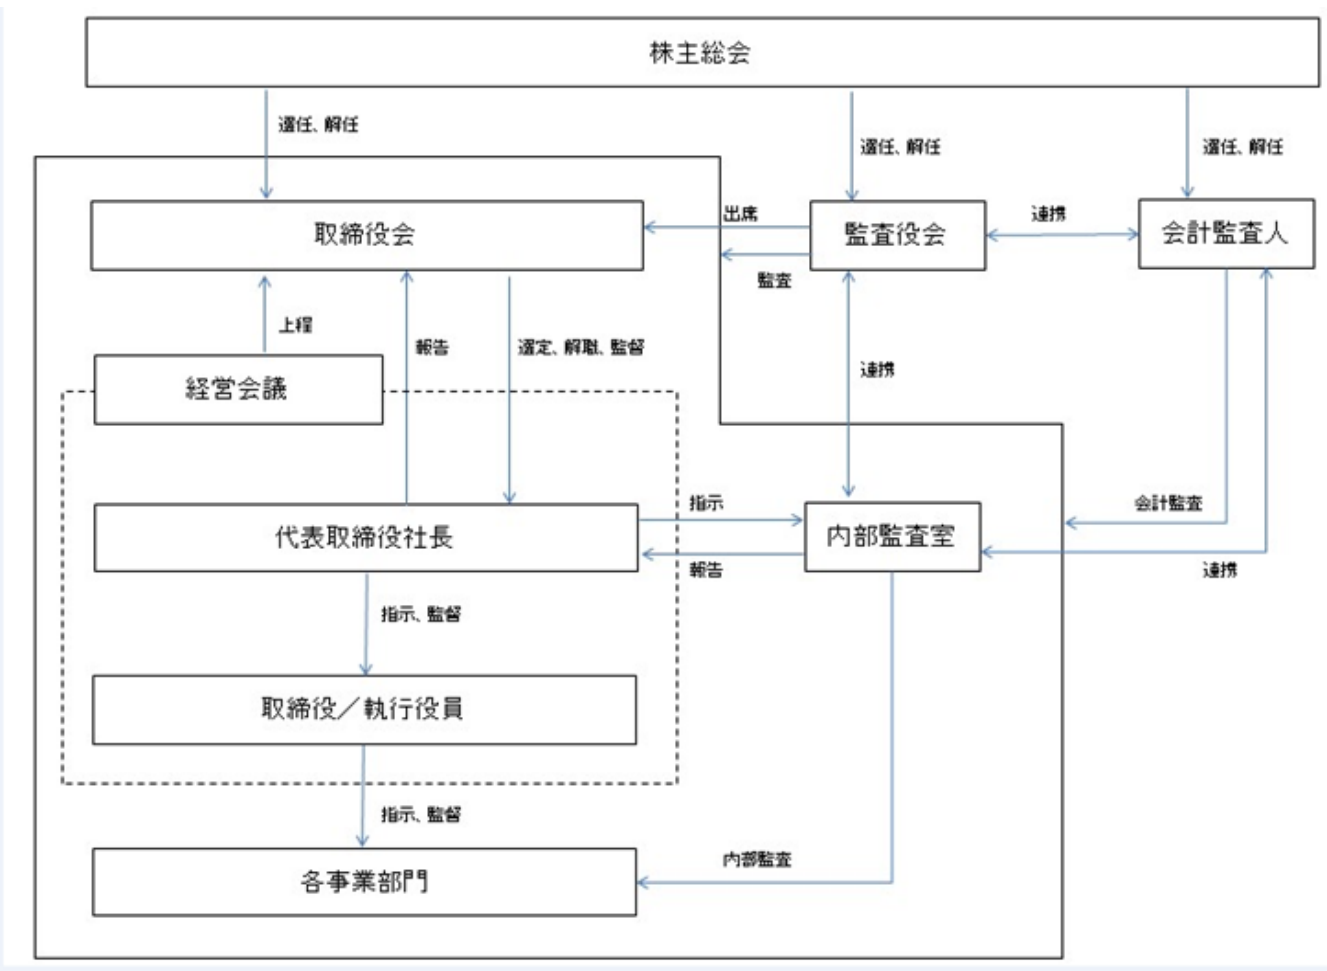 株主総会
選任、解任
選任、解任
選任、解任
取締役会
出席
監査役会
連携
会計監査人
監査
上程
報告
選定、解職、監督
連携
経営会議
指示
会計監査
代表取締役社長
内部監査室
報告
連携
指示、監督
取締役／執行役員
指示、監督
内部監査
各事業部門